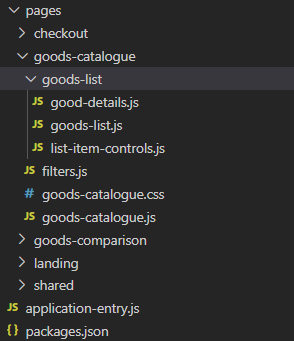 pages
checkout
goods-catalogue
goods-list
JS good-details.js
JS goods-list.js
JS list-item-controls.js
JS filters.js
# goods-catalogue.css
JS goods-catalogue.js
goods-comparison
landing
shared
JS application-entry.js
{} packages.json